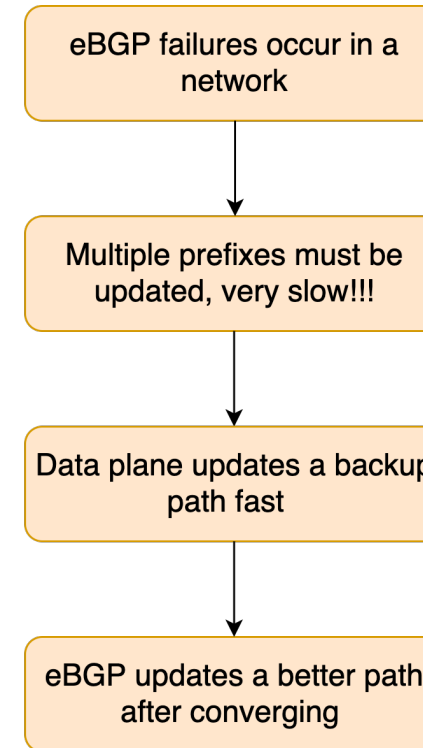 eBGP failures occur in a
network
Multiple prefixes must be
updated, very slow!!!
Data plane updates a backup
path fast
eBGP updates a better path
after converging